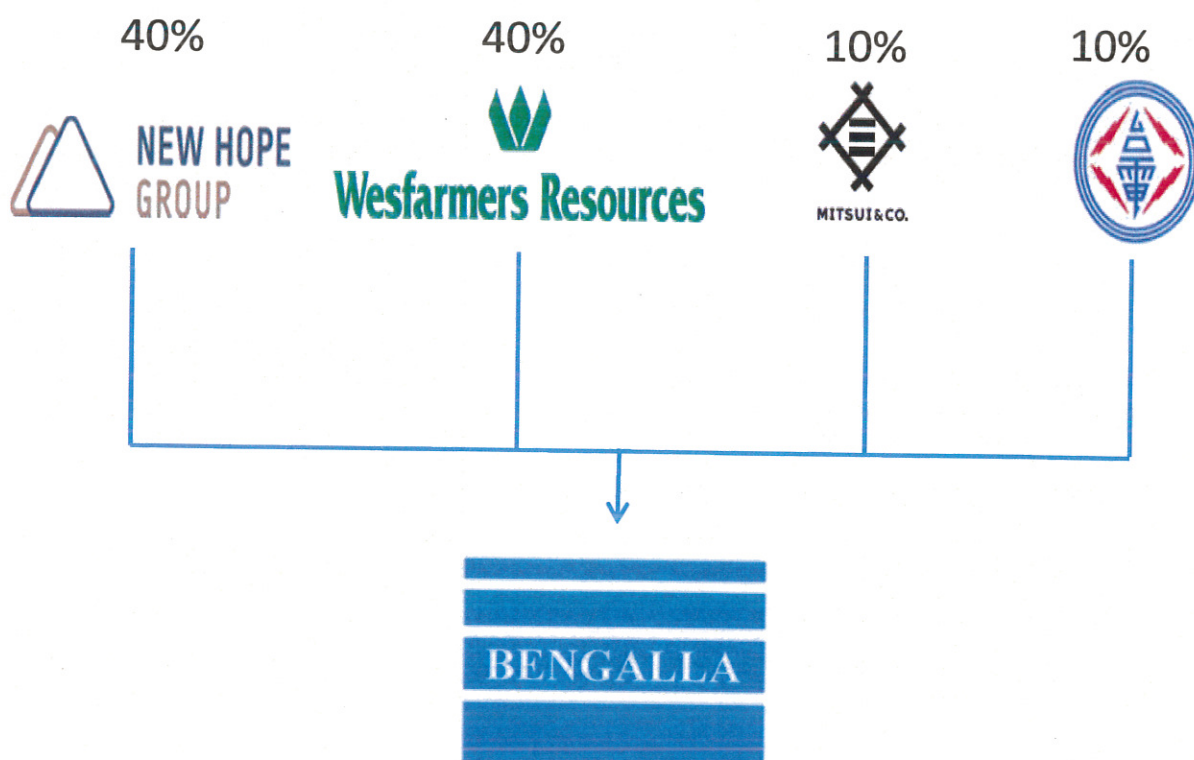 40%
40%
10%
10%
NEW HOPE
GROUP
Wesfarmers Resources
MITSUI&CO.
BENGALLA